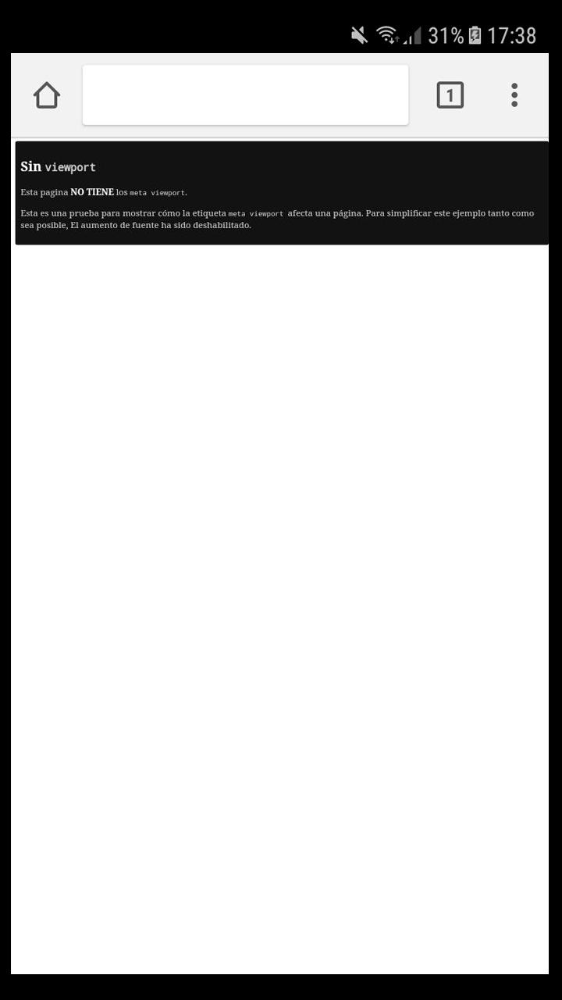 31% 17:38
1
Sin viewport
Esta pagina NO TIENE los meta viewport.
Esta es una prueba para mostrar cómo la etiqueta meta viewport afecta una página. Para simplificar este ejemplo tanto como
sea posible, El aumento de fuente ha sido deshabilitado.